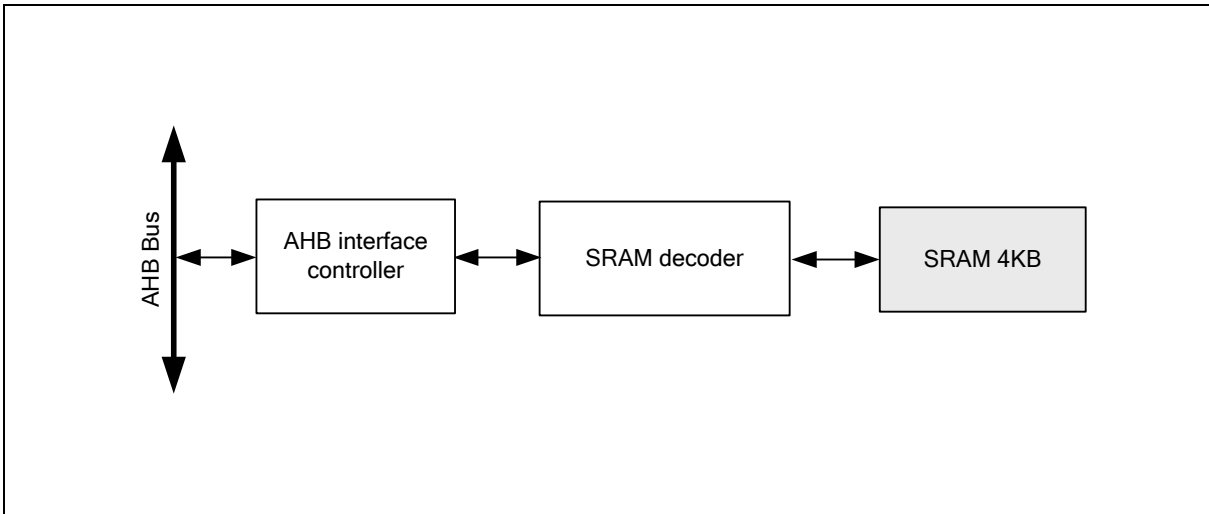 AHB Bus
AHB interface
controller
SRAM decoder
SRAM 4KB